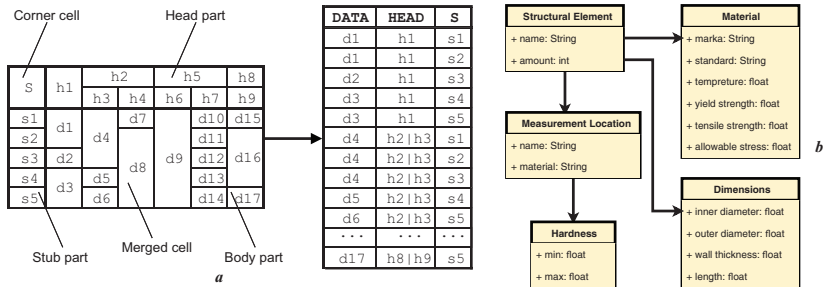 Corner cell
Head part
S h1 h2 h5 h8
h3 h4 h6 h7 h9
s1 d1 d4 d7 d9 d10 d15
s2 d8 d11 d16
s3 d2 d12
s4 d3 d5 d13
s5 d6 d14 d17
Stub part
Merged cell
Body part
a
DATA HEAD S
d1 h1 s1
d1 h1 s2
d2 h1 s3
d3 h1 s4
d3 h1 s5
d4 h2|h3 s1
d4 h2|h3 s2
d4 h2|h3 s3
d5 h2|h3 s4
d6 h2|h3 s5
... ... ...
d17 h8|h9 s5
Structural Element
+ name: String
+ amount: int
Measurement Location
+ name: String
+ material: String
Hardness
+ min: float
+ max: float
Material
+ marka: String
+ standard: String
+ tempreture: float
+ yield strength: float
+ tensile strength: float
+ allowable stress: float
b
Dimensions
+ inner diameter: float
+ outer diameter: float
+ wall thickness: float
+ length: float